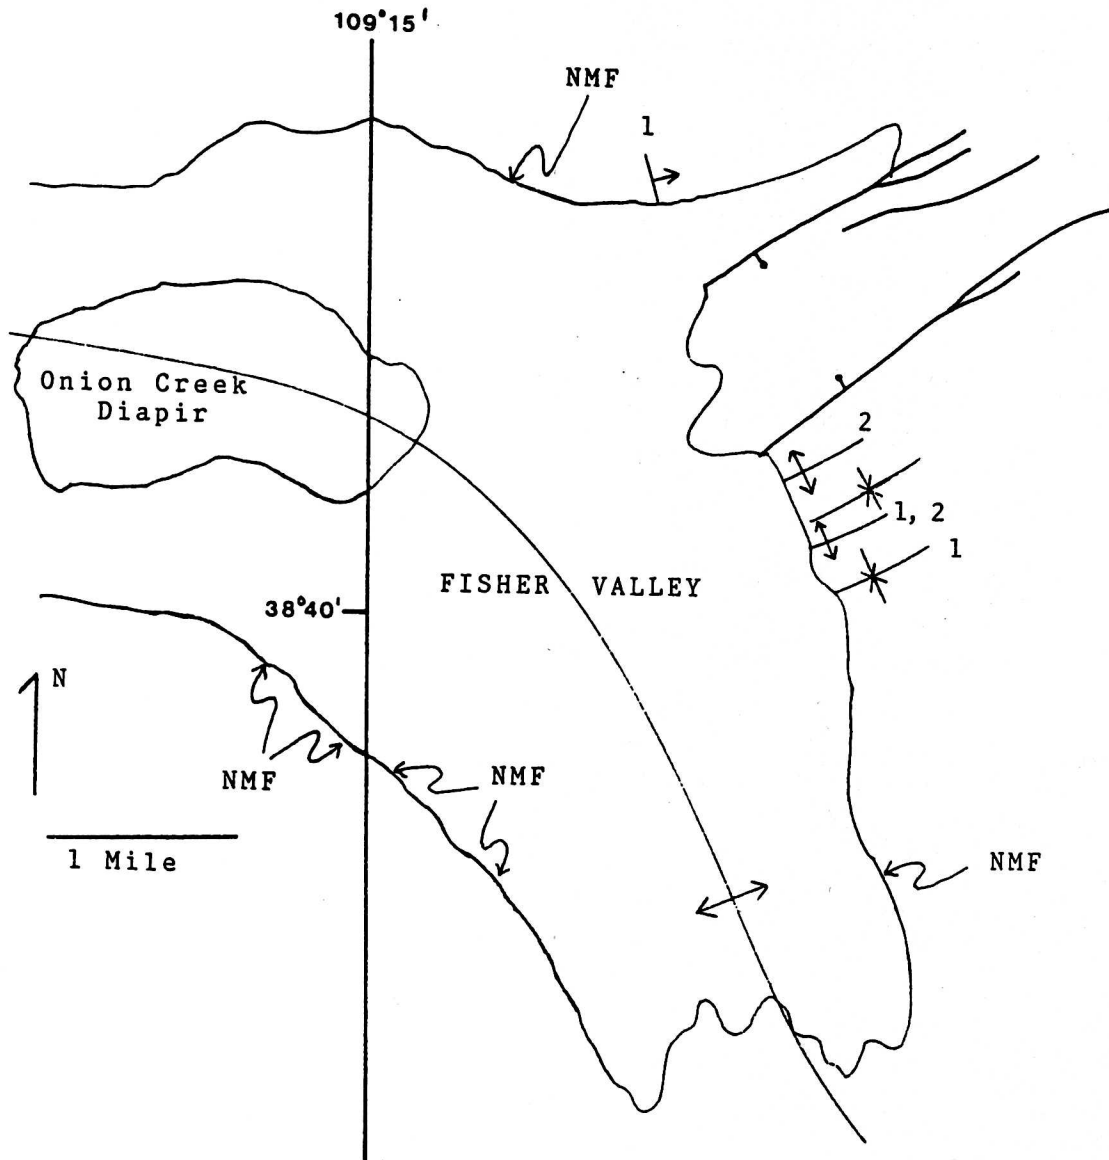 109°15'
NMF
1
Onion Creek
Diapir
2
1, 2
1
FISHER VALLEY
38°40'
N
NMF
NMF
1 Mile
NMF